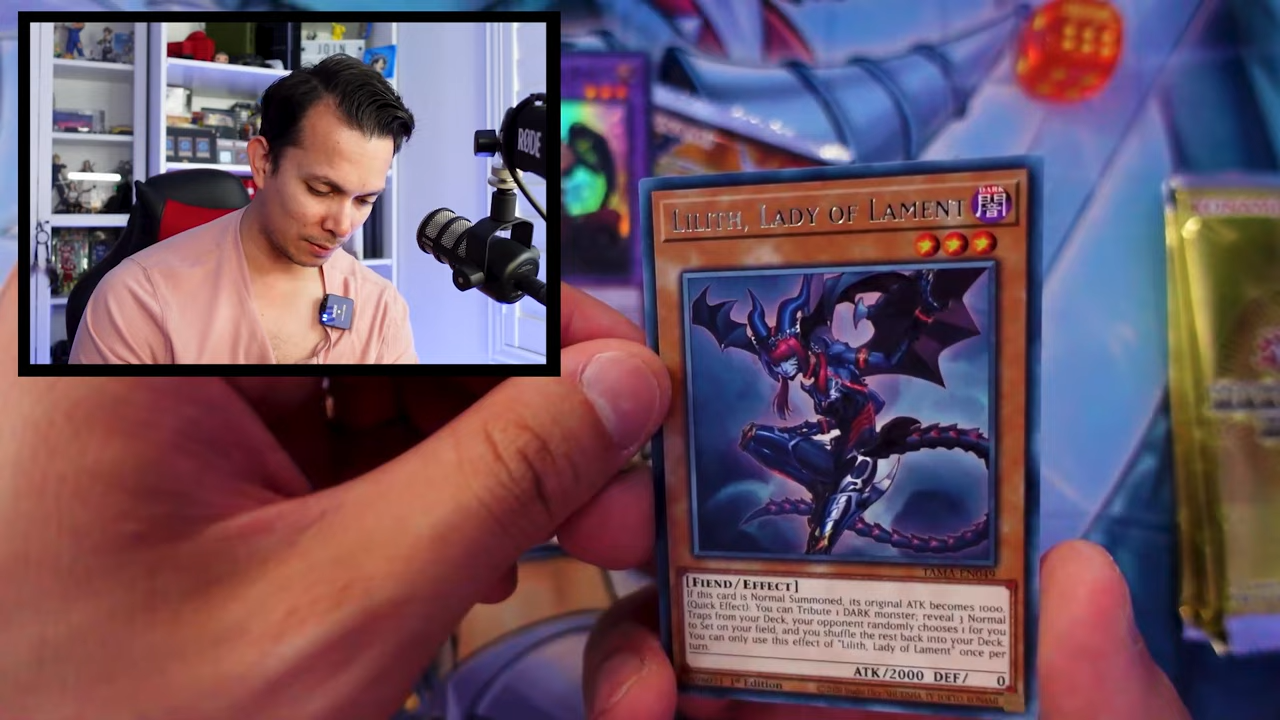 JOIN
RØDE
KONAMI
LILITH, LADY OF LAMENT
DARK
闇
TAMA-EN049
[FIEND/EFFECT]
If this card is Normal Summoned, its original ATK becomes 1000.
(Quick Effect): You can Tribute 1 DARK monster; reveal 3 Normal
Traps from your Deck, your opponent randomly chooses 1 for you
to Set on your field, and you shuffle the rest back into your Deck.
You can only use this effect of "Lilith, Lady of Lament" once per
turn.
ATK/2000 DEF/ 0
1st Edition